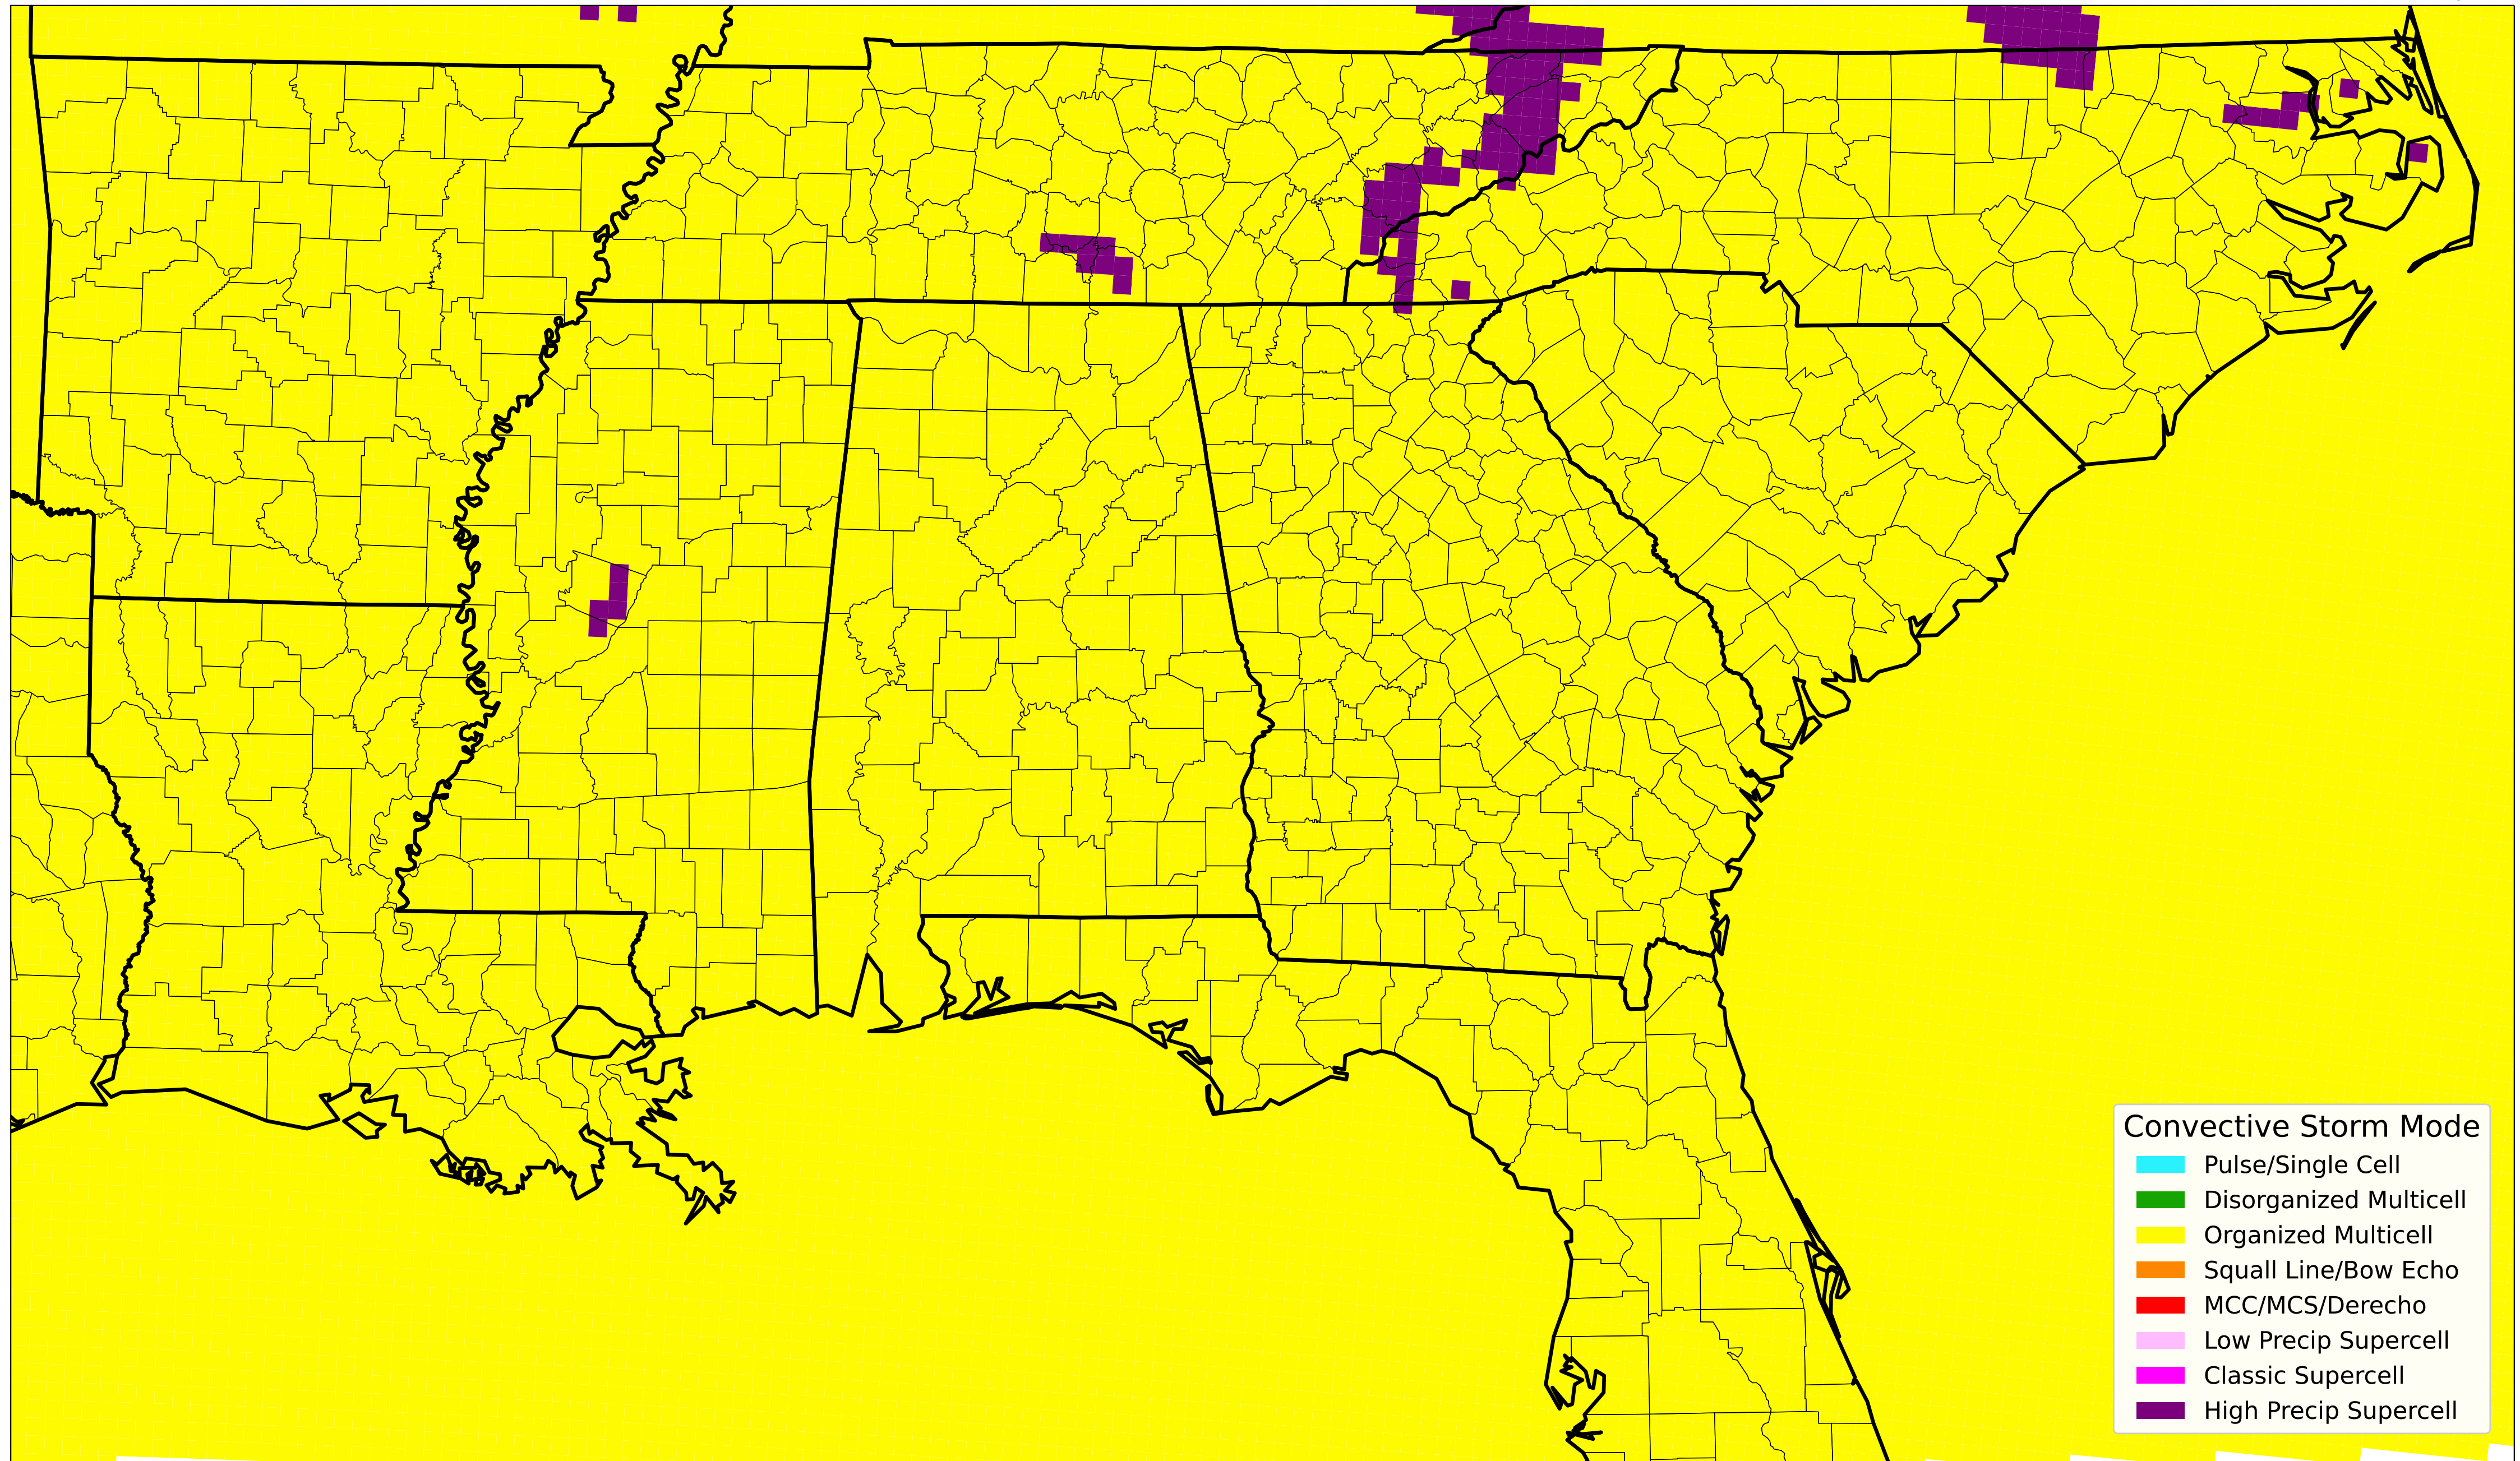 Convective Storm Mode
Pulse/Single Cell
Disorganized Multicell
Organized Multicell
Squall Line/Bow Echo
MCC/MCS/Derecho
Low Precip Supercell
Classic Supercell
High Precip Supercell